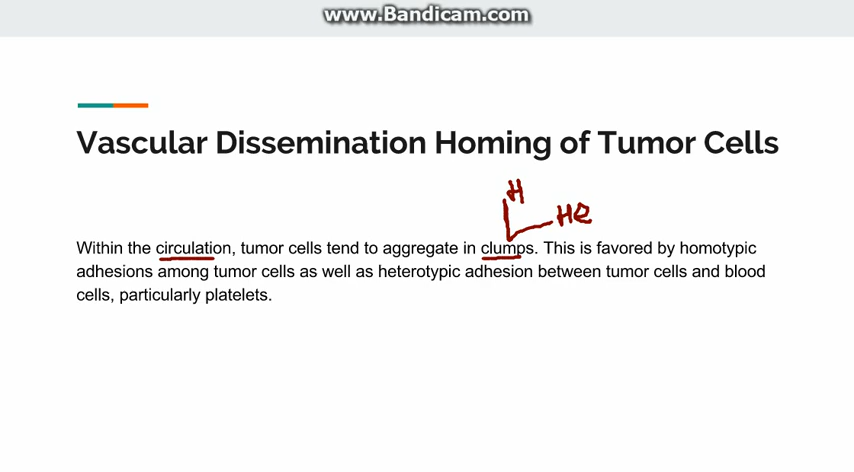 www.Bandicam.com
Vascular Dissemination Homing of Tumor Cells
H
He
Within the circulation, tumor cells tend to aggregate in clumps. This is favored by homotypic
adhesions among tumor cells as well as heterotypic adhesion between tumor cells and blood
cells, particularly platelets.